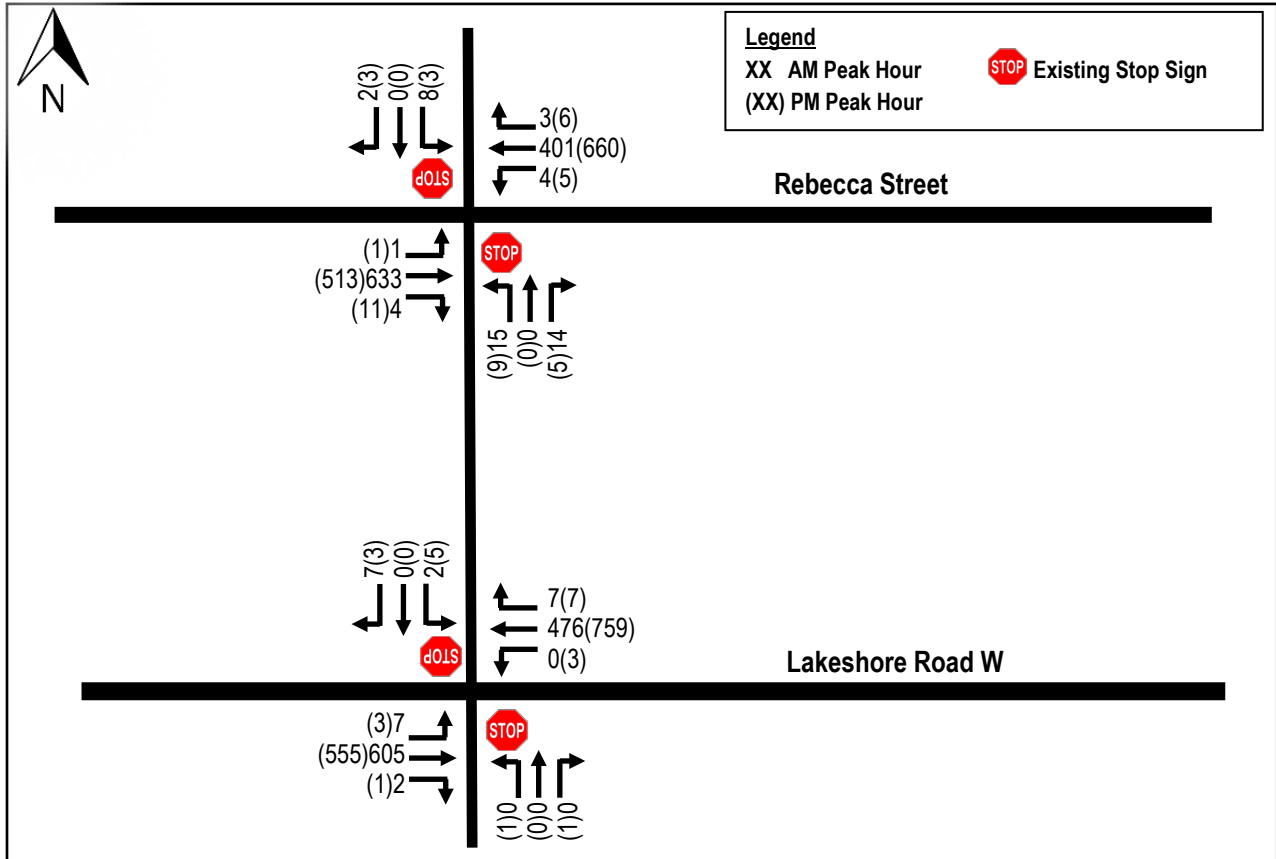 N
Legend
XX AM Peak Hour
(XX) PM Peak Hour
STOP Existing Stop Sign
2(3)
0(0)
8(3)
3(6)
401(660)
4(5)
STOP
Rebecca Street
(1)1
(513)633
(11)4
STOP
(9)15
(0)0
(5)14
7(3)
0(0)
2(5)
7(7)
476(759)
0(3)
STOP
Lakeshore Road W
(3)7
(555)605
(1)2
STOP
(1)0
(0)0
(1)0